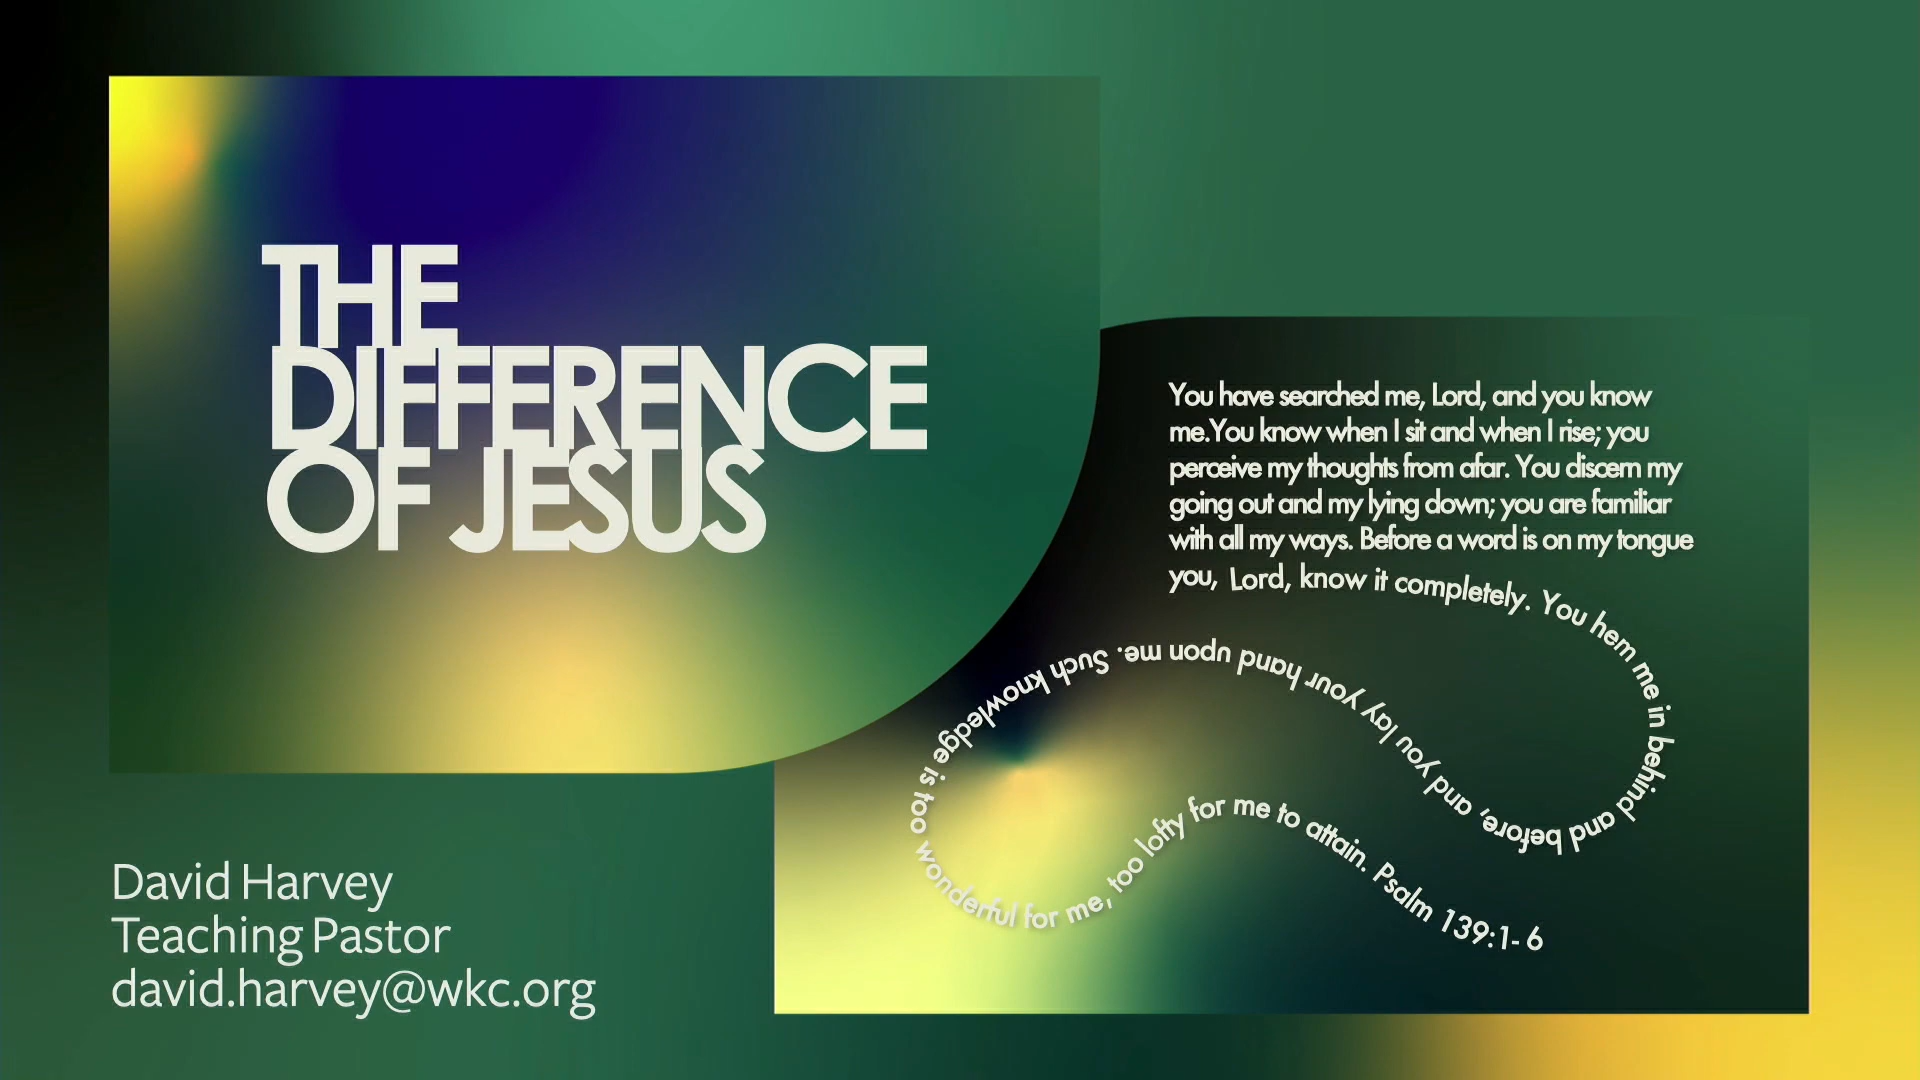 THE
DIFFERENCE
OF JESUS
You have searched me, Lord, and you know
me.You know when I sit and when I rise; you
perceive my thoughts from afar. You discern my
going out and my lying down; you are familiar
with all my ways. Before a word is on my tongue
you, Lord, know it completely. You hem me in behind and before, and you lay your hand upon me. Such knowledge is too wonderful for me, too lofty for me to attain. Psalm 139:1-6
David Harvey
Teaching Pastor
david.harvey@wkc.org